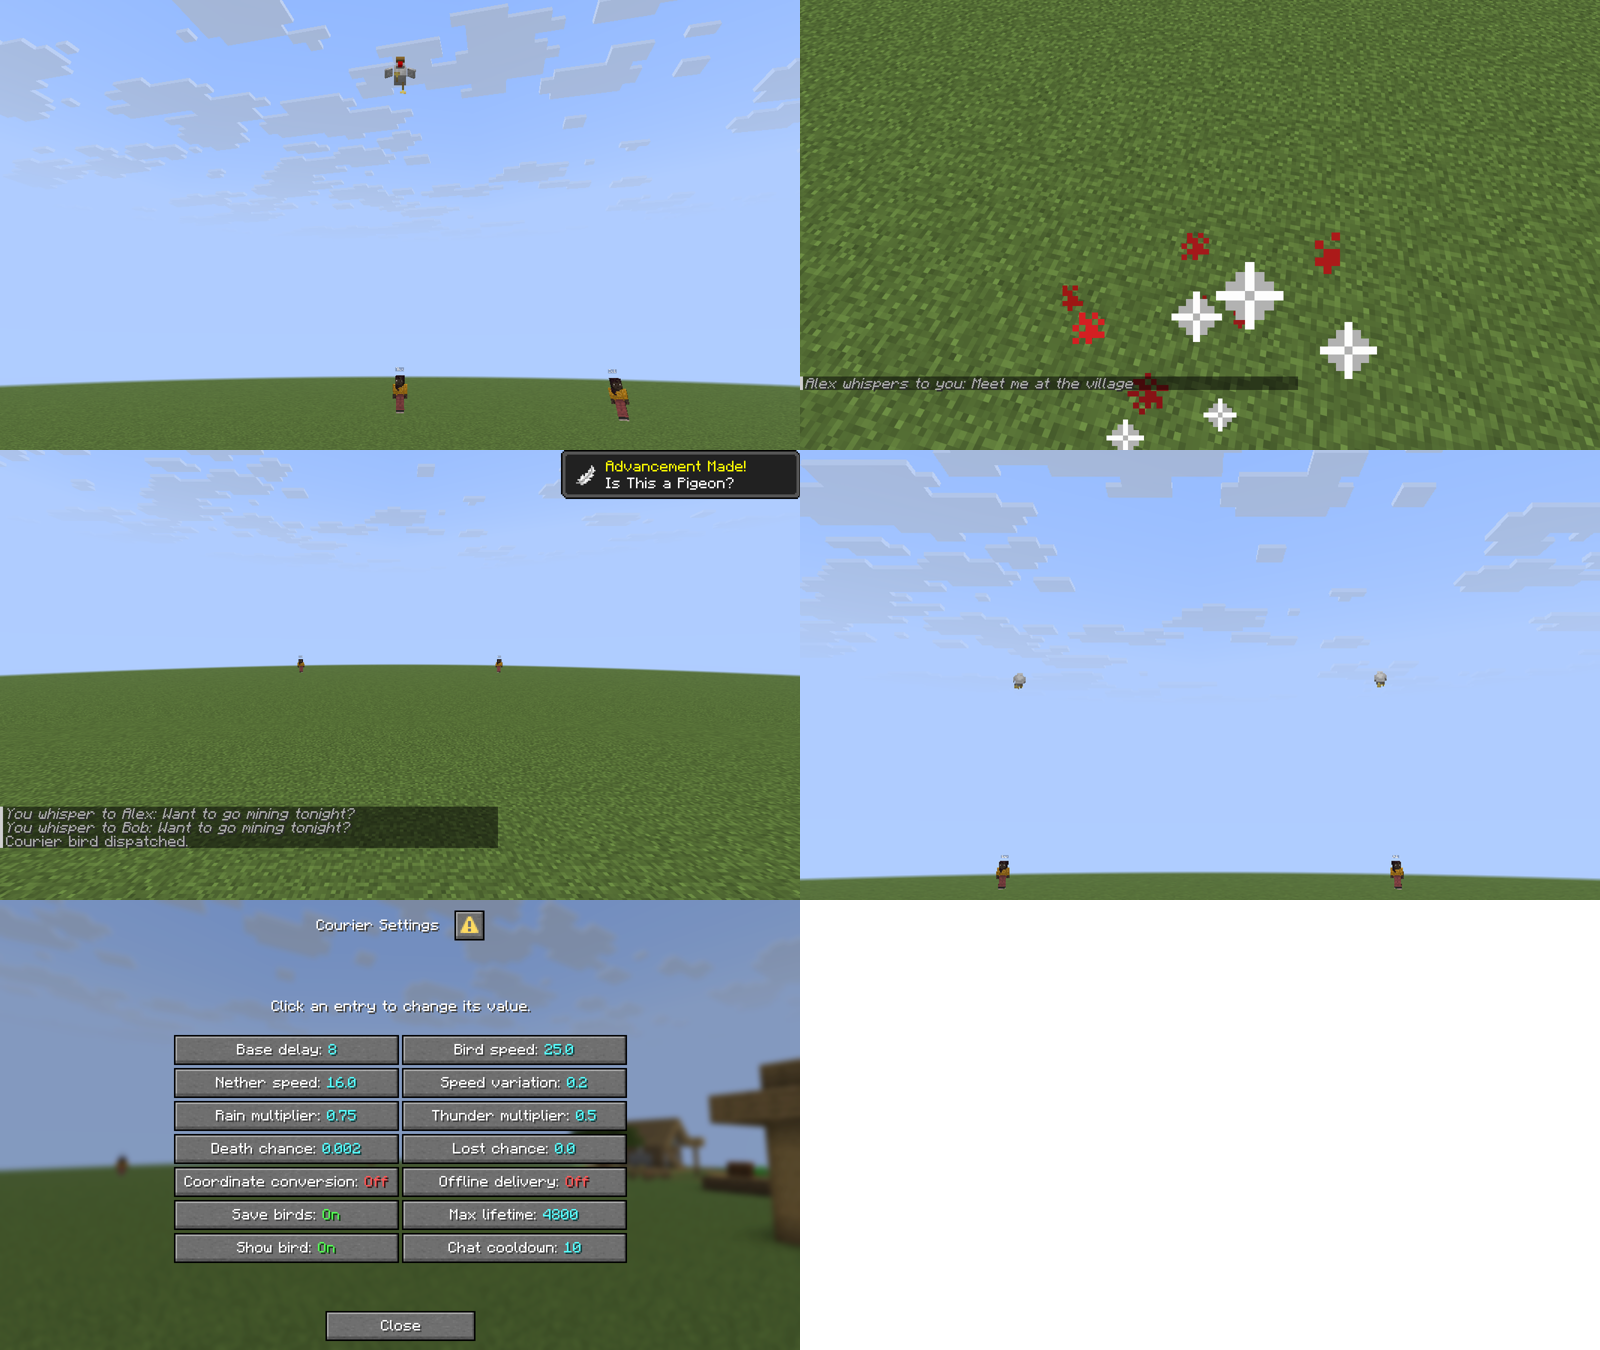 Alex whispers to you: Meet me at the village
Advancement Made!
Is This a Pigeon?
You whisper to Alex: Want to go mining tonight?
You whisper to Bob: Want to go mining tonight?
Courier bird dispatched.
Courier Settings
Click an entry to change its value.
Base delay: 8
Bird speed: 25.0
Nether speed: 16.0
Speed variation: 0.2
Rain multiplier: 0.75
Thunder multiplier: 0.5
Death chance: 0.002
Lost chance: 0.0
Coordinate conversion: Off
Offline delivery: Off
Save birds: On
Max lifetime: 4800
Show bird: On
Chat cooldown: 10
Close